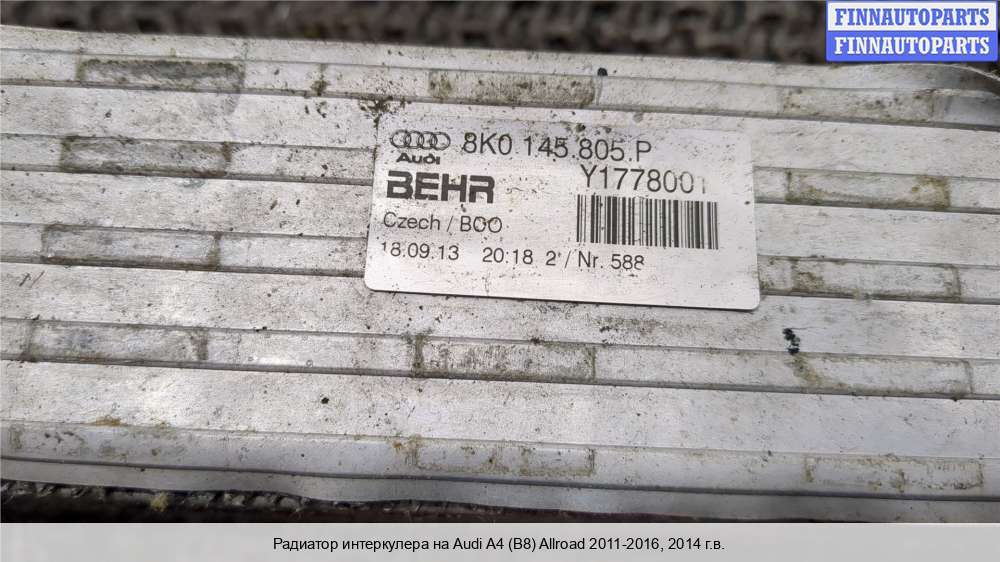 FINNAUTOPARTS
FINNAUTOPARTS
8K0.145.805.P
Audi
Y1778001
BEHR
Czech / BOO
18.09.13 20:18 2 / Nr. 588
Радиатор интеркулера на Audi A4 (B8) Allroad 2011-2016, 2014 г.в.